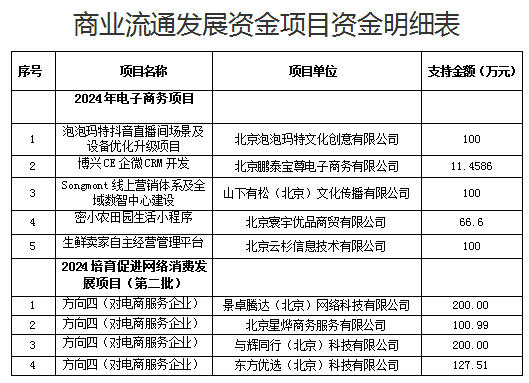 商业流通发展资金项目资金明细表
序号 项目名称 项目单位 支持金额（万元）
2024年电子商务项目
1 泡泡玛特抖音直播间场景及设备优化升级项目 北京泡泡玛特文化创意有限公司 100
2 博兴CE企微CRM开发 北京鹏泰宝尊电子商务有限公司 11.4586
3 Songmont线上营销体系及全域数智中心建设 山下有松（北京）文化传播有限公司 100
4 密小农田园生活小程序 北京寰宇优品商贸有限公司 66.6
5 生鲜卖家自主经营管理平台 北京云杉信息技术有限公司 100
2024培育促进网络消费发展项目（第二批）
1 方向四（对电商服务企业） 景卓腾达（北京）网络科技有限公司 200.00
2 方向四（对电商服务企业） 北京星烨商务服务有限公司 100.99
3 方向四（对电商服务企业） 与辉同行（北京）科技有限公司 200.00
4 方向四（对电商服务企业） 东方优选（北京）科技有限公司 127.51